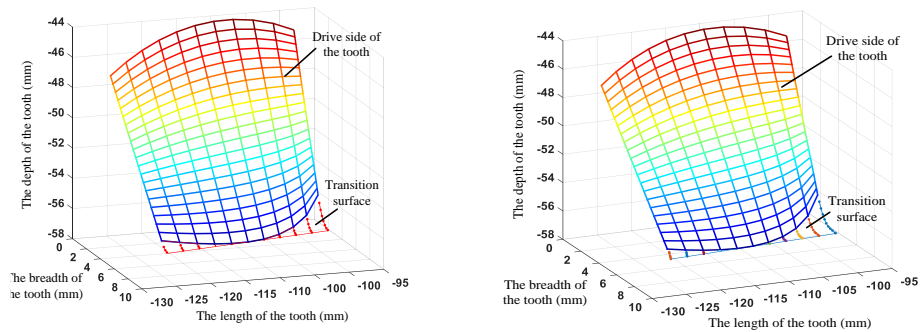 -44
-46
-48
-50
-52
-54
-56
-58
The depth of the tooth (mm)
Drive side of
the tooth
Transition
surface
0
2
4
6
8
10
The breadth of
the tooth (mm)
-130
-125
-120
-115
-110
-105
-100
-100
-95
The length of the tooth (mm)
-44
-46
-48
-50
-52
-54
-56
-58
The depth of the tooth (mm)
Drive side of
the tooth
Transition
surface
0
2
4
6
8
10
The breadth of
the tooth (mm)
-130
-125
-120
-115
-110
-105
-100
-95
The length of the tooth (mm)